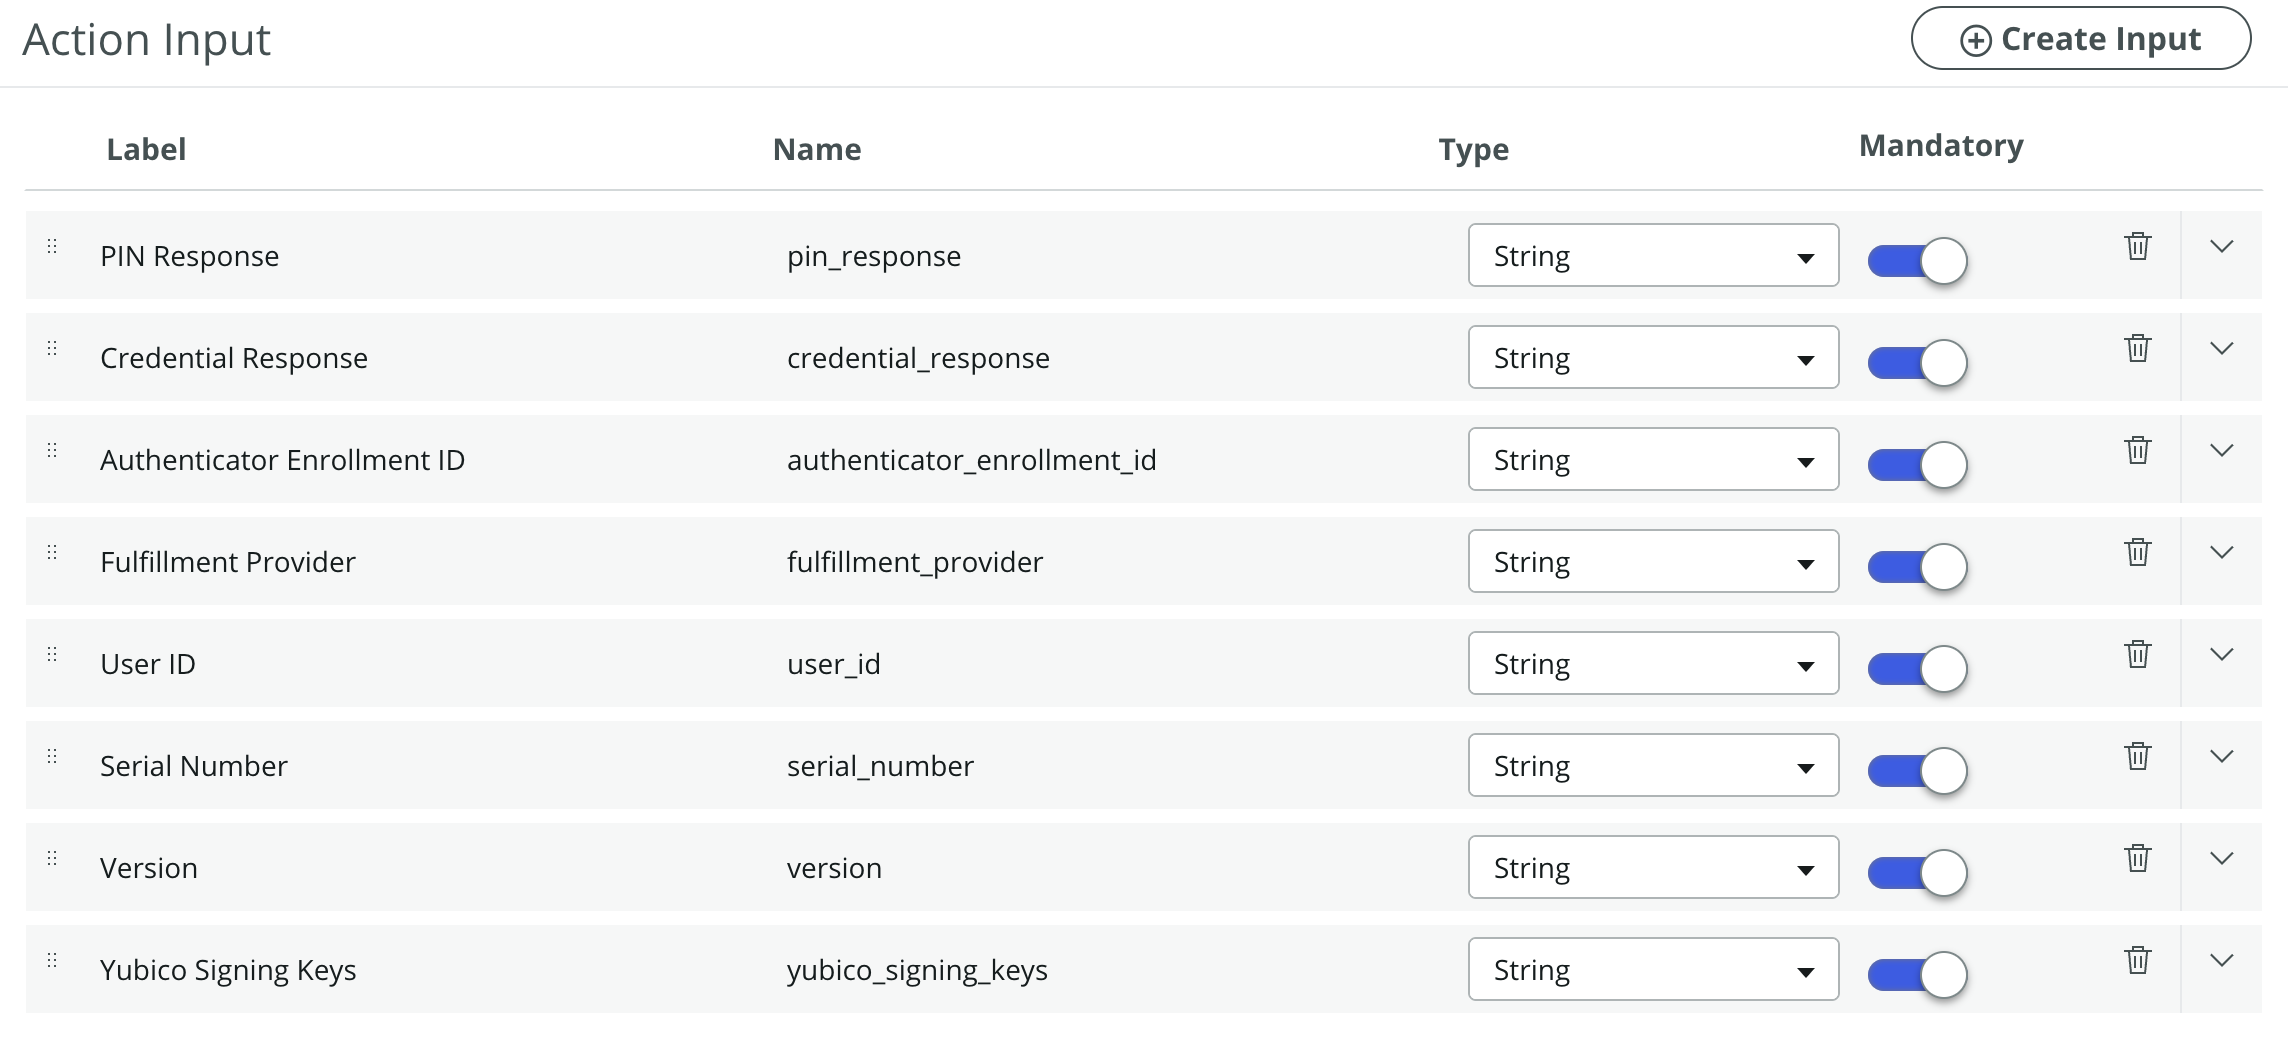 Action Input
Create Input
Label Name Type Mandatory
PIN Response pin_response String
Credential Response credential_response String
Authenticator Enrollment ID authenticator_enrollment_id String
Fulfillment Provider fulfillment_provider String
User ID user_id String
Serial Number serial_number String
Version version String
Yubico Signing Keys yubico_signing_keys String